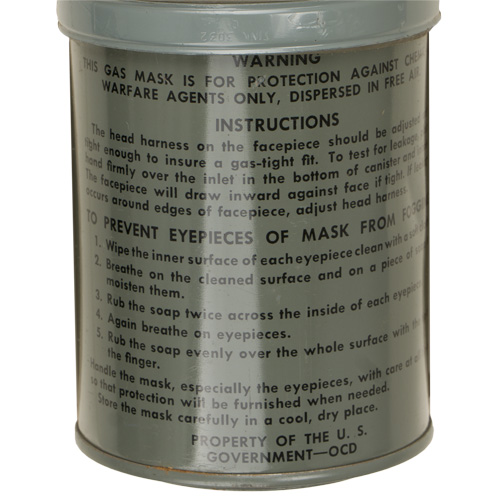 WARNING
THIS GAS MASK IS FOR PROTECTION AGAINST CHEM-
WARFARE AGENTS ONLY, DISPERSED IN FREE AIR.
INSTRUCTIONS
The head harness on the facepiece should be adjusted
tight enough to insure a gas-tight fit. To test for leakage,
hand firmly over the inlet in the bottom of canister and
The facepiece will draw inward against face if tight. If
occurs around edges of facepiece, adjust head harness.
TO PREVENT EYEPIECES OF MASK FROM
1. Wipe the inner surface of each eyepiece clean with a
2. Breathe on the cleaned surface and on a piece of
moisten them.
3. Rub the soap twice across the inside of each
4. Again breathe on eyepieces.
5. Rub the soap evenly over the whole surface with the
the finger.
Handle the mask, especially the eyepieces, with care at
so that protection will be furnished when needed.
Store the mask carefully in a cool, dry place.
PROPERTY OF THE U. S.
GOVERNMENT—OCD